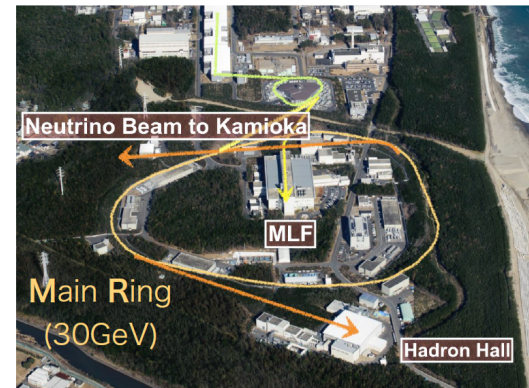 Neutrino Beam to Kamioka
MLF
Main Ring
(30GeV)
Hadron Hall